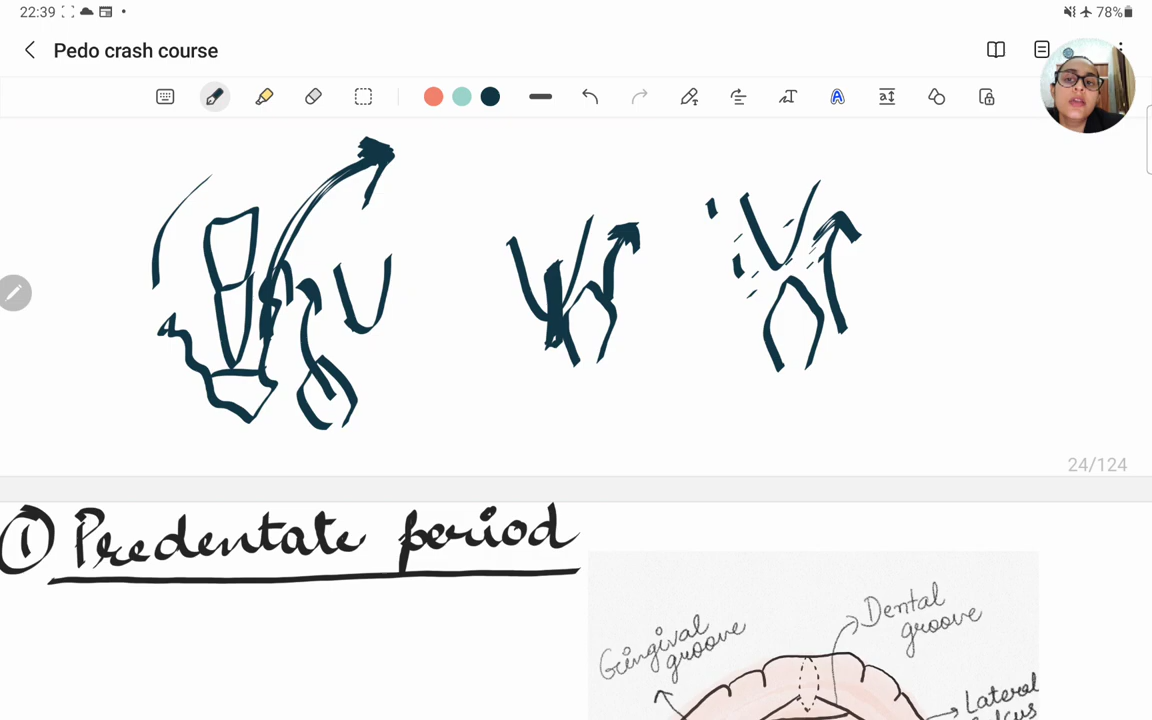 22:39
78%
Pedo crash course
24/124
① Predentate period
Gingival
groove
Dental
groove
Lateral